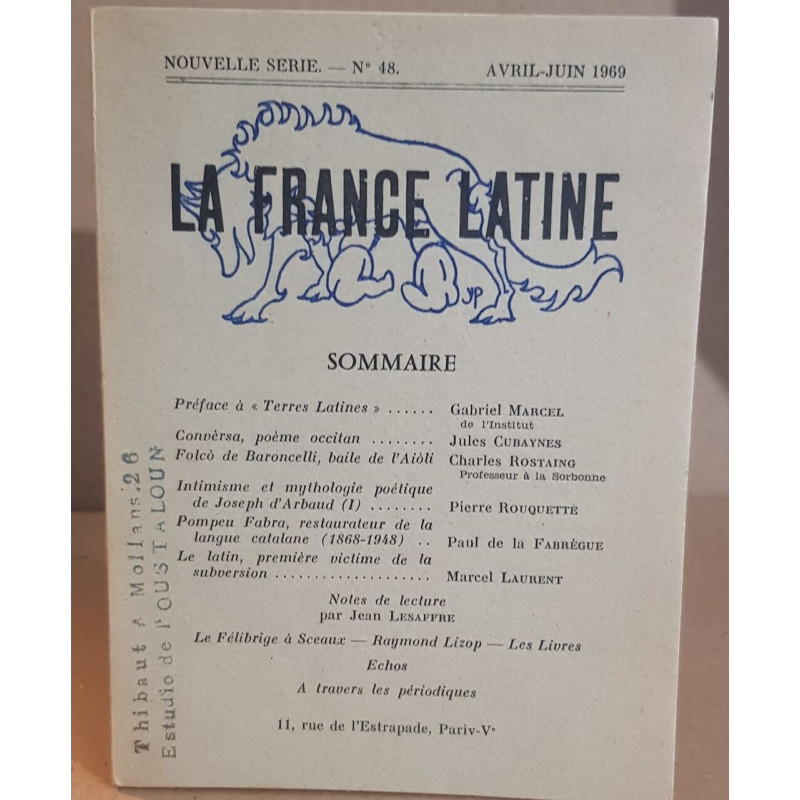 NOUVELLE SERIE. — N° 48. AVRIL-JUIN 1969
LA FRANCE LATINE
YP
SOMMAIRE
Préface à « Terres Latines » ...... Gabriel MARCEL
de l'Institut
Convèrsa, poème occitan ........ Jules CUBAYNES
Folcò de Baroncelli, baile de l'Aiòli Charles ROSTAING
Professeur à la Sorbonne
Intimisme et mythologie poétique
de Joseph d'Arbaud (I) ........ Pierre ROUQUETTE
Pompeu Fabra, restaurateur de la
langue catalane (1868-1948) .. Paul de la FABRÈGUE
Le latin, première victime de la
subversion .................... Marcel LAURENT
Notes de lecture
par Jean LESAFFRE
Le Félibrige à Sceaux — Raymond Lizop — Les Livres
Echos
A travers les périodiques
11, rue de l'Estrapade, Pariv-Vᵉ
Thibaut à Mollans.26
Estudio de l'OUSTALOUN